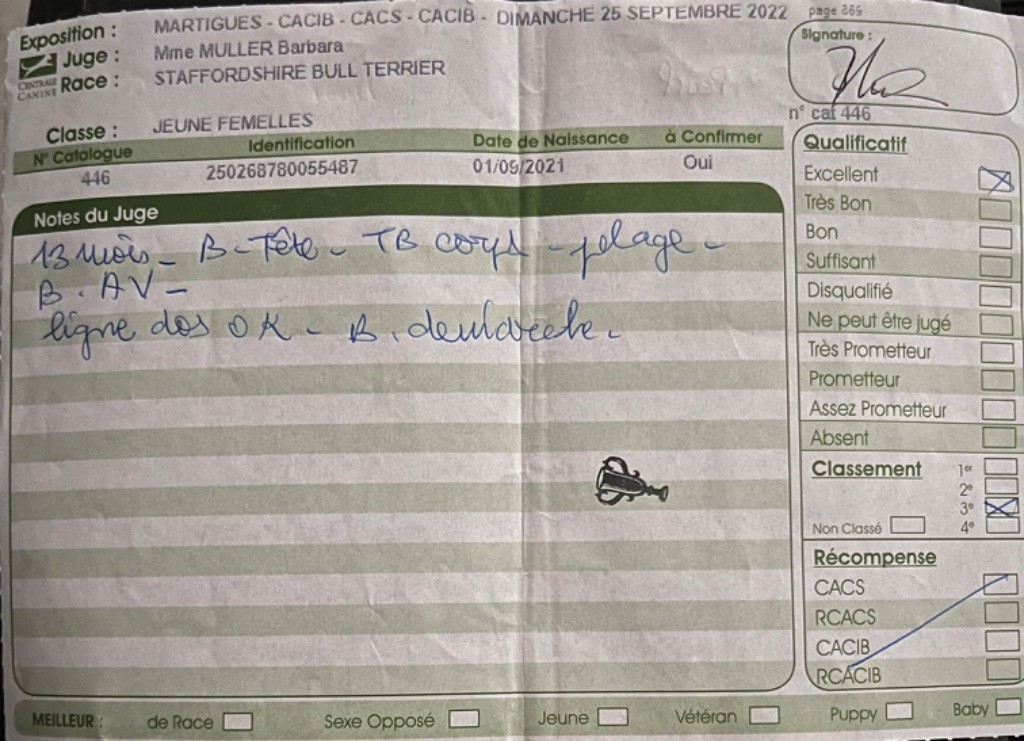 Exposition : MARTIGUES - CACIB - CACS - CACIB - DIMANCHE 25 SEPTEMBRE 2022
page 869
Juge : Mme MULLER Barbara
CENTRALE CANINE
Race : STAFFORDSHIRE BULL TERRIER
Signature :
n° cat 446
Classe : JEUNE FEMELLES
N° Catalogue Identification Date de Naissance à Confirmer
446 250268780055487 01/09/2021 Oui
Notes du Juge
13 mois - B - Tête - TB corps - pelage -
B. AV -
ligne dos OK - B.
Qualificatif
Excellent
Très Bon
Bon
Suffisant
Disqualifié
Ne peut être jugé
Très Prometteur
Prometteur
Assez Prometteur
Absent
Classement 1er
2e
3e
Non Classé 4e
Récompense
CACS
RCACS
CACIB
RCACIB
MEILLEUR : de Race Sexe Opposé Jeune Vétéran Puppy Baby